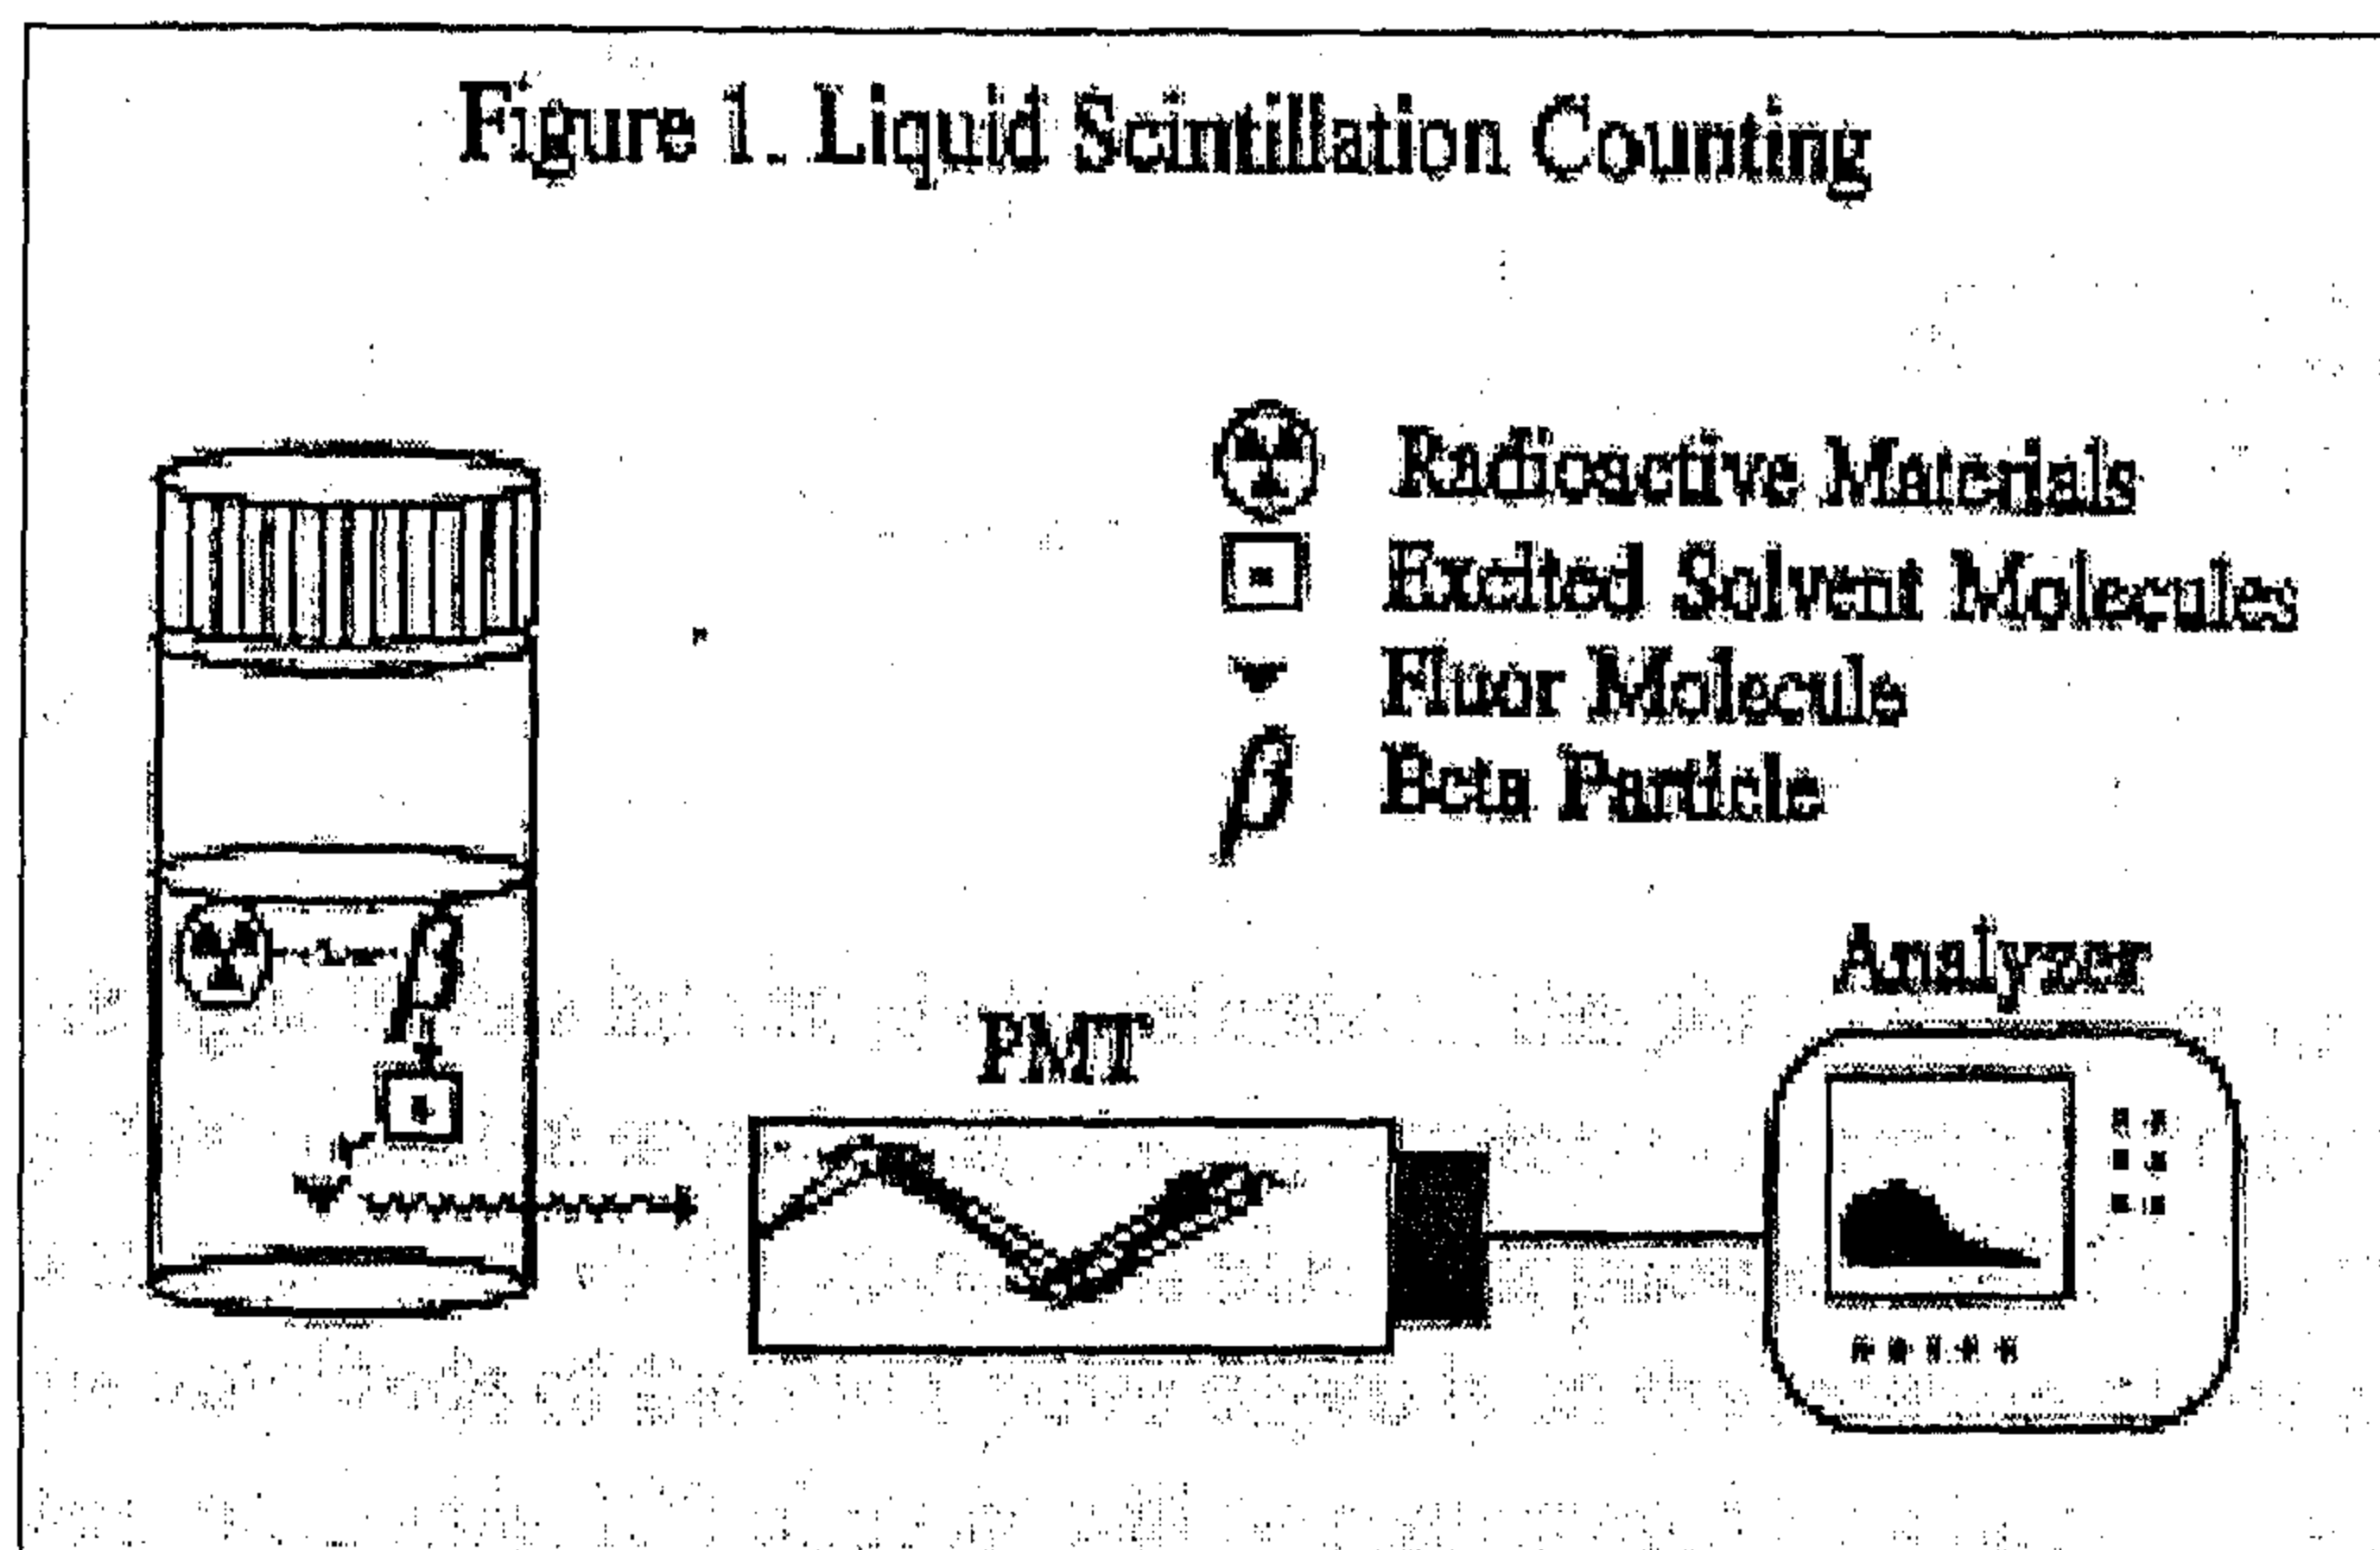 Figure 1. Liquid Scintillation Counting
Radioactive Materials
Excited Solvent Molecules
Fluor Molecule
β Beta Particle
β
Analyzer
PMT